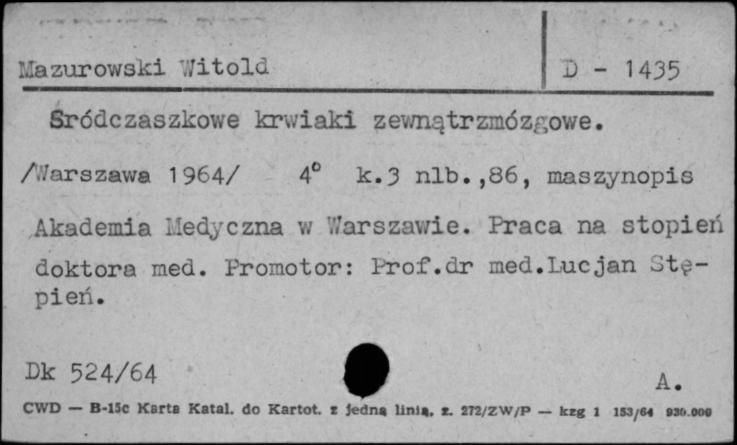 Mazurowski Witold D - 1435
Śródczaszkowe krwiaki zewnątrzmózgowe.
/Warszawa 1964/ 4° k.3 nlb.,86, maszynopis
Akademia Medyczna w Warszawie. Praca na stopień
doktora med. Promotor: Prof.dr med.Lucjan Stę-
pień.
Dk 524/64
A.
CWD — B-15c Karta Katal. do Kartot. z jedną linią. z. 272/ZW/P — kzg 1 153/64 930.000